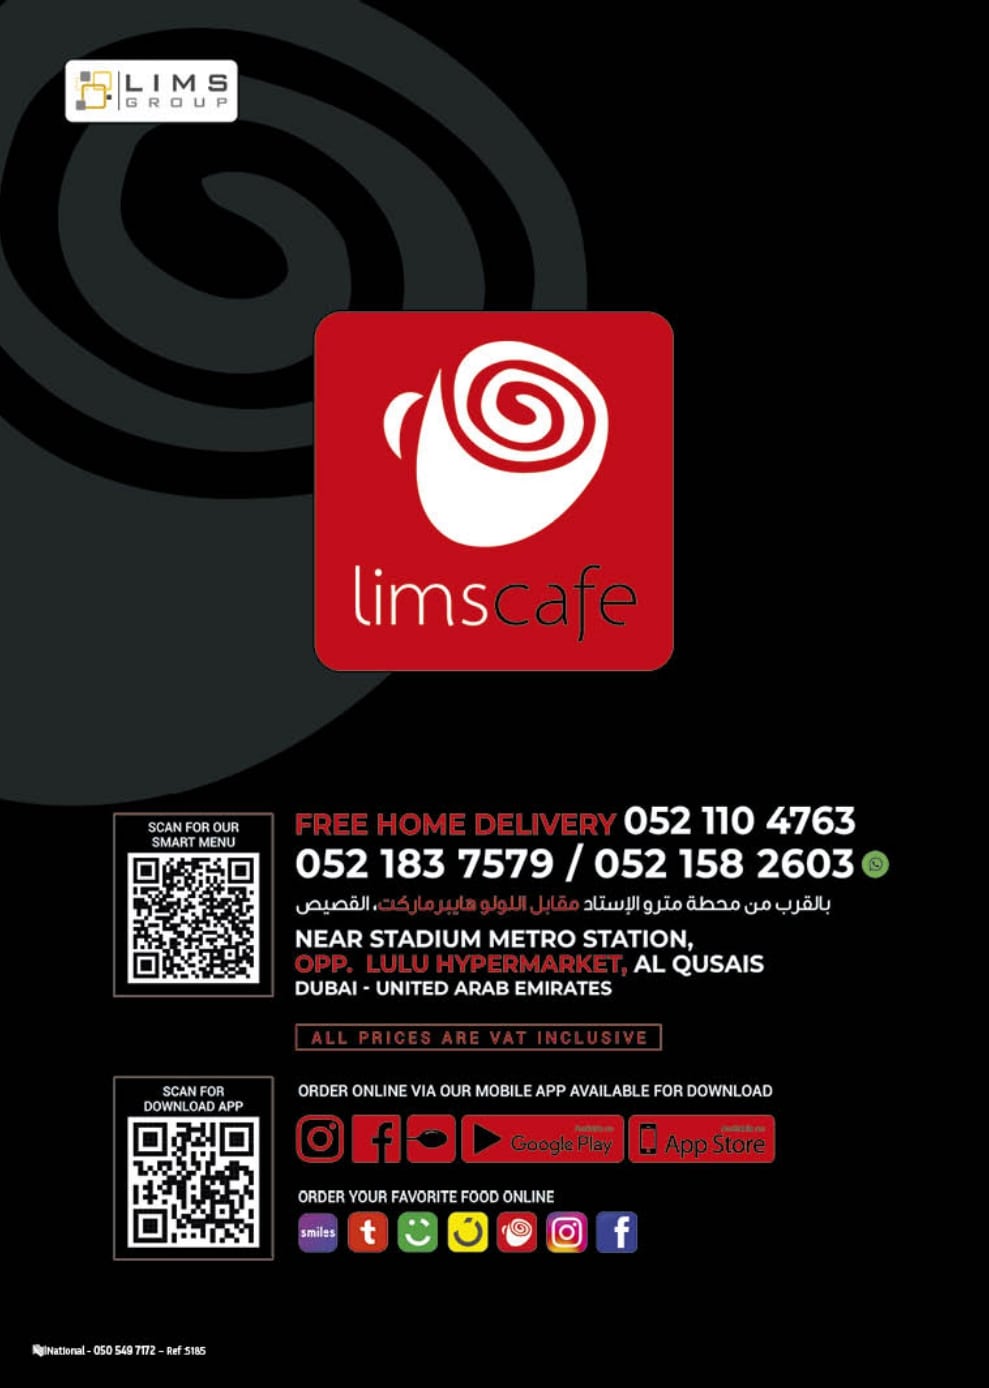 LIMS
GROUP
limscafe
SCAN FOR OUR
SMART MENU
FREE HOME DELIVERY 052 110 4763
052 183 7579 / 052 158 2603
بالقرب من محطة مترو الإستاد مقابل اللولو هايبر ماركت، القصيص
NEAR STADIUM METRO STATION,
OPP. LULU HYPERMARKET, AL QUSAIS
DUBAI - UNITED ARAB EMIRATES
ALL PRICES ARE VAT INCLUSIVE
SCAN FOR
DOWNLOAD APP
ORDER ONLINE VIA OUR MOBILE APP AVAILABLE FOR DOWNLOAD
Google Play
App Store
ORDER YOUR FAVORITE FOOD ONLINE
smiles
National - 050 549 7172 - Ref :5185